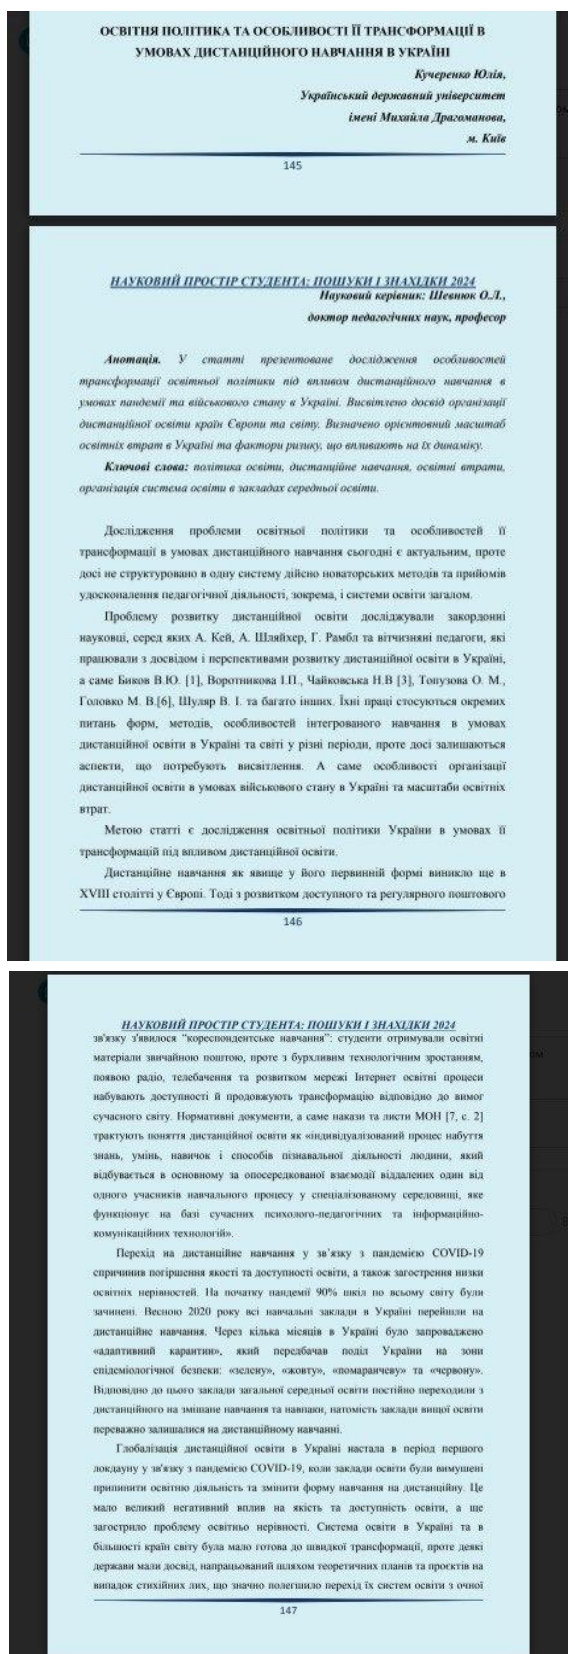 ОСВІТНЯ ПОЛІТИКА ТА ОСОБЛИВОСТІ ЇЇ ТРАНСФОРМАЦІЇ В
УМОВАХ ДИСТАНЦІЙНОГО НАВЧАННЯ В УКРАЇНІ
Кучеренко Юлія,
Український державний університет
імені Михайла Драгоманова,
м. Київ
145
НАУКОВИЙ ПРОСТІР СТУДЕНТА: ПОШУКИ І ЗНАХІДКИ 2024
Науковий керівник: Шевнюк О.Л.,
доктор педагогічних наук, професор
Анотація. У статті презентоване дослідження особливостей
трансформації освітньої політики під впливом дистанційного навчання в
умовах пандемії та військового стану в Україні. Висвітлено досвід організації
дистанційної освіти країн Європи та світу. Визначено орієнтовний масштаб
освітніх втрат в Україні та фактори ризику, що впливають на їх динаміку.
Ключові слова: політика освіти, дистанційне навчання, освітні втрати,
організація система освіти в закладах середньої освіти.
Дослідження проблеми освітньої політики та особливостей її
трансформації в умовах дистанційного навчання сьогодні є актуальним, проте
досі не структуровано в одну систему дійсно новаторських методів та прийомів
удосконалення педагогічної діяльності, зокрема, і системи освіти загалом.
Проблему розвитку дистанційної освіти досліджували закордонні
науковці, серед яких А. Кей, А. Шляйхер, Г. Рамбл та вітчизняні педагоги, які
працювали з досвідом і перспективами розвитку дистанційної освіти в Україні,
а саме Биков В.Ю. [1], Воротникова І.П., Чайковська Н.В [3], Топузова О. М.,
Головко М. В.[6], Шуляр В. І. та багато інших. Їхні праці стосуються окремих
питань форм, методів, особливостей інтегрованого навчання в умовах
дистанційної освіти в Україні та світі у різні періоди, проте досі залишаються
аспекти, що потребують висвітлення. А саме особливості організації
дистанційної освіти в умовах військового стану в Україні та масштаби освітніх
втрат.
Метою статті є дослідження освітньої політики України в умовах її
трансформацій під впливом дистанційної освіти.
Дистанційне навчання як явище у його первинній формі виникло ще в
XVIII столітті у Європі. Тоді з розвитком доступного та регулярного поштового
146
НАУКОВИЙ ПРОСТІР СТУДЕНТА: ПОШУКИ І ЗНАХІДКИ 2024
зв'язку з'явилося “кореспондентське навчання”: студенти отримували освітні
матеріали звичайною поштою, проте з бурхливим технологічним зростанням,
появою радіо, телебачення та розвитком мережі Інтернет освітні процеси
набувають доступності й продовжують трансформацію відповідно до вимог
сучасного світу. Нормативні документи, а саме накази та листи МОН [7, с. 2]
трактують поняття дистанційної освіти як «індивідуалізований процес набуття
знань, умінь, навичок і способів пізнавальної діяльності людини, який
відбувається в основному за опосередкованої взаємодії віддалених один від
одного учасників навчального процесу у спеціалізованому середовищі, яке
функціонує на базі сучасних психолого-педагогічних та інформаційно-
комунікаційних технологій».
Перехід на дистанційне навчання у зв’язку з пандемією COVID-19
спричинив погіршення якості та доступності освіти, а також загострення низки
освітніх нерівностей. На початку пандемії 90% шкіл по всьому світу були
зачинені. Весною 2020 року всі навчальні заклади в Україні перейшли на
дистанційне навчання. Через кілька місяців в Україні було запроваджено
«адаптивний карантин», який передбачав поділ України на зони
епідеміологічної безпеки: «зелену», «жовту», «помаранчеву» та «червону».
Відповідно до цього заклади загальної середньої освіти постійно переходили з
дистанційного на змішане навчання та навпаки, натомість заклади вищої освіти
переважно залишалися на дистанційному навчанні.
Глобалізація дистанційної освіти в Україні настала в період першого
локдауну у зв'язку з пандемією COVID-19, коли заклади освіти були вимушені
припинити освітню діяльність та змінити форму навчання на дистанційну. Це
мало великий негативний вплив на якість та доступність освіти, а ще
загострило проблему освітньо нерівності. Система освіти в Україні та в
більшості країн світу була мало готова до швидкої трансформації, проте деякі
держави мали досвід, напрацьований шляхом теоретичних планів та проєктів на
випадок стихійних лих, що значно полегшило перехід їх систем освіти з очної
147